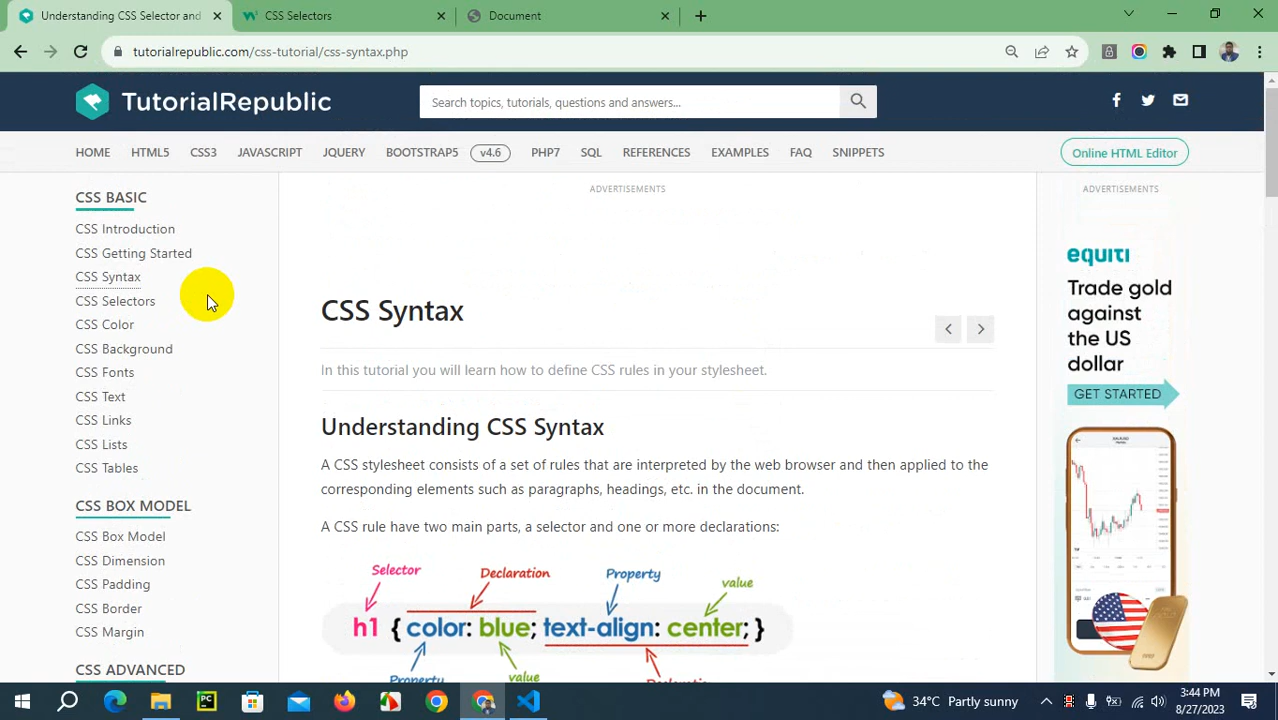 Understanding CSS Selector and
CSS Selectors
Document
tutorialrepublic.com/css-tutorial/css-syntax.php
TutorialRepublic
Search topics, tutorials, questions and answers...
HOME HTML5 CSS3 JAVASCRIPT JQUERY BOOTSTRAP5 v4.6 PHP7 SQL REFERENCES EXAMPLES FAQ SNIPPETS
Online HTML Editor
CSS BASIC
CSS Introduction
CSS Getting Started
CSS Syntax
CSS Selectors
CSS Color
CSS Background
CSS Fonts
CSS Text
CSS Links
CSS Lists
CSS Tables
CSS BOX MODEL
CSS Box Model
CSS Dimension
CSS Padding
CSS Border
CSS Margin
CSS ADVANCED
ADVERTISEMENTS
CSS Syntax
In this tutorial you will learn how to define CSS rules in your stylesheet.
Understanding CSS Syntax
A CSS stylesheet consists of a set of rules that are interpreted by the web browser and then applied to the
corresponding elements such as paragraphs, headings, etc. in the document.
A CSS rule have two main parts, a selector and one or more declarations:
Selector Declaration Property value
h1 { color: blue; text-align: center; }
Property value Declaratio
ADVERTISEMENTS
equiti
Trade gold
against
the US
dollar
GET STARTED
34°C Partly sunny
3:44 PM
8/27/2023